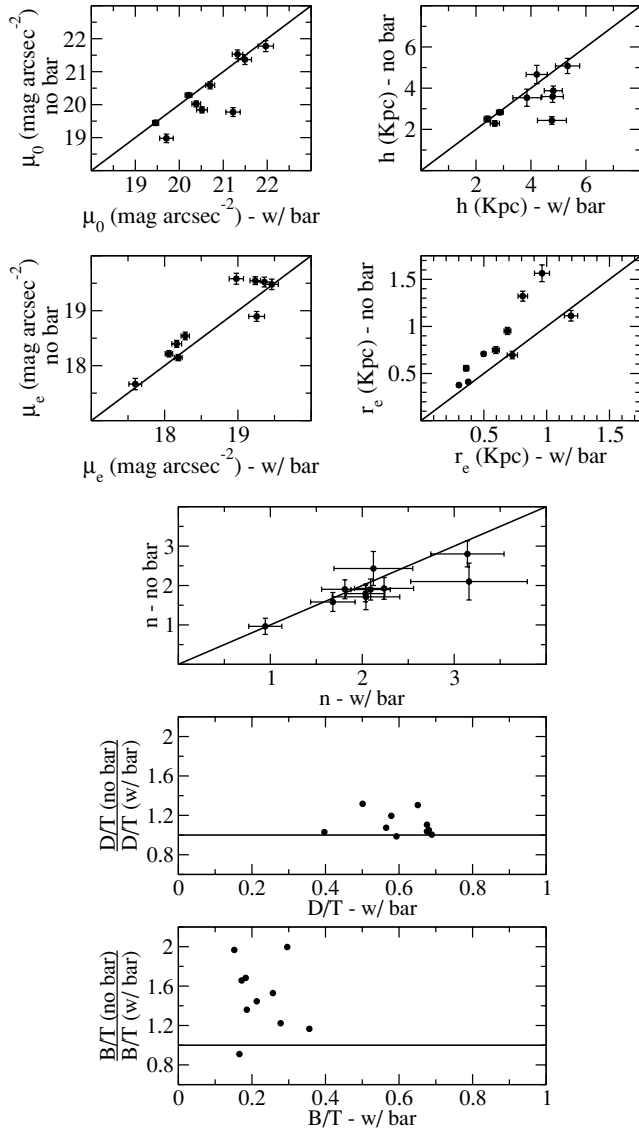 22
21
20
19
μ₀ (mag arcsec⁻²)
no bar
19 20 21 22
μ₀ (mag arcsec⁻²) - w/ bar
8
6
4
2
h (Kpc) - no bar
2 4 6
h (Kpc) - w/ bar
19
18
μₑ (mag arcsec⁻²)
no bar
18 19
μₑ (mag arcsec⁻²) - w/ bar
1.5
1
0.5
rₑ (Kpc) - no bar
0.5 1 1.5
rₑ (Kpc) - w/ bar
3
2
1
n - no bar
1 2 3
n - w/ bar
2
1.6
1.2
0.8
D/T (no bar)
D/T (w/ bar)
0 0.2 0.4 0.6 0.8 1
D/T - w/ bar
2
1.6
1.2
0.8
B/T (no bar)
B/T (w/ bar)
0 0.2 0.4 0.6 0.8 1
B/T - w/ bar